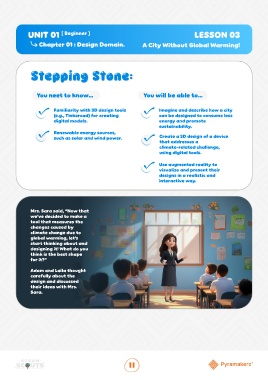 UNIT 01 [ Beginner ]
LESSON 03
Chapter 01 : Design Domain.
A City Without Global Warming!
Stepping Stone:
You neet to know...
You will be able to...
Familiarity with 3D design tools
(e.g., Tinkercad) for creating
digital models.
Renewable energy sources,
such as solar and wind power.
Imagine and describe how a city
can be designed to consume less
energy and promote
sustainability.
Create a 3D design of a device
that addresses a
climate-related challenge,
using digital tools.
Use augmented reality to
visualize and present their
designs in a realistic and
interactive way.
Mrs. Sara said, "Now that
we've decided to make a
tool that measures the
changes caused by
climate change due to
global warming, let's
start thinking about and
designing it! What do you
think is the best shape
for it?"
Adam and Laila thought
carefully about the
design and discussed
their ideas with Mrs.
Sara.
11
Pyramakerz